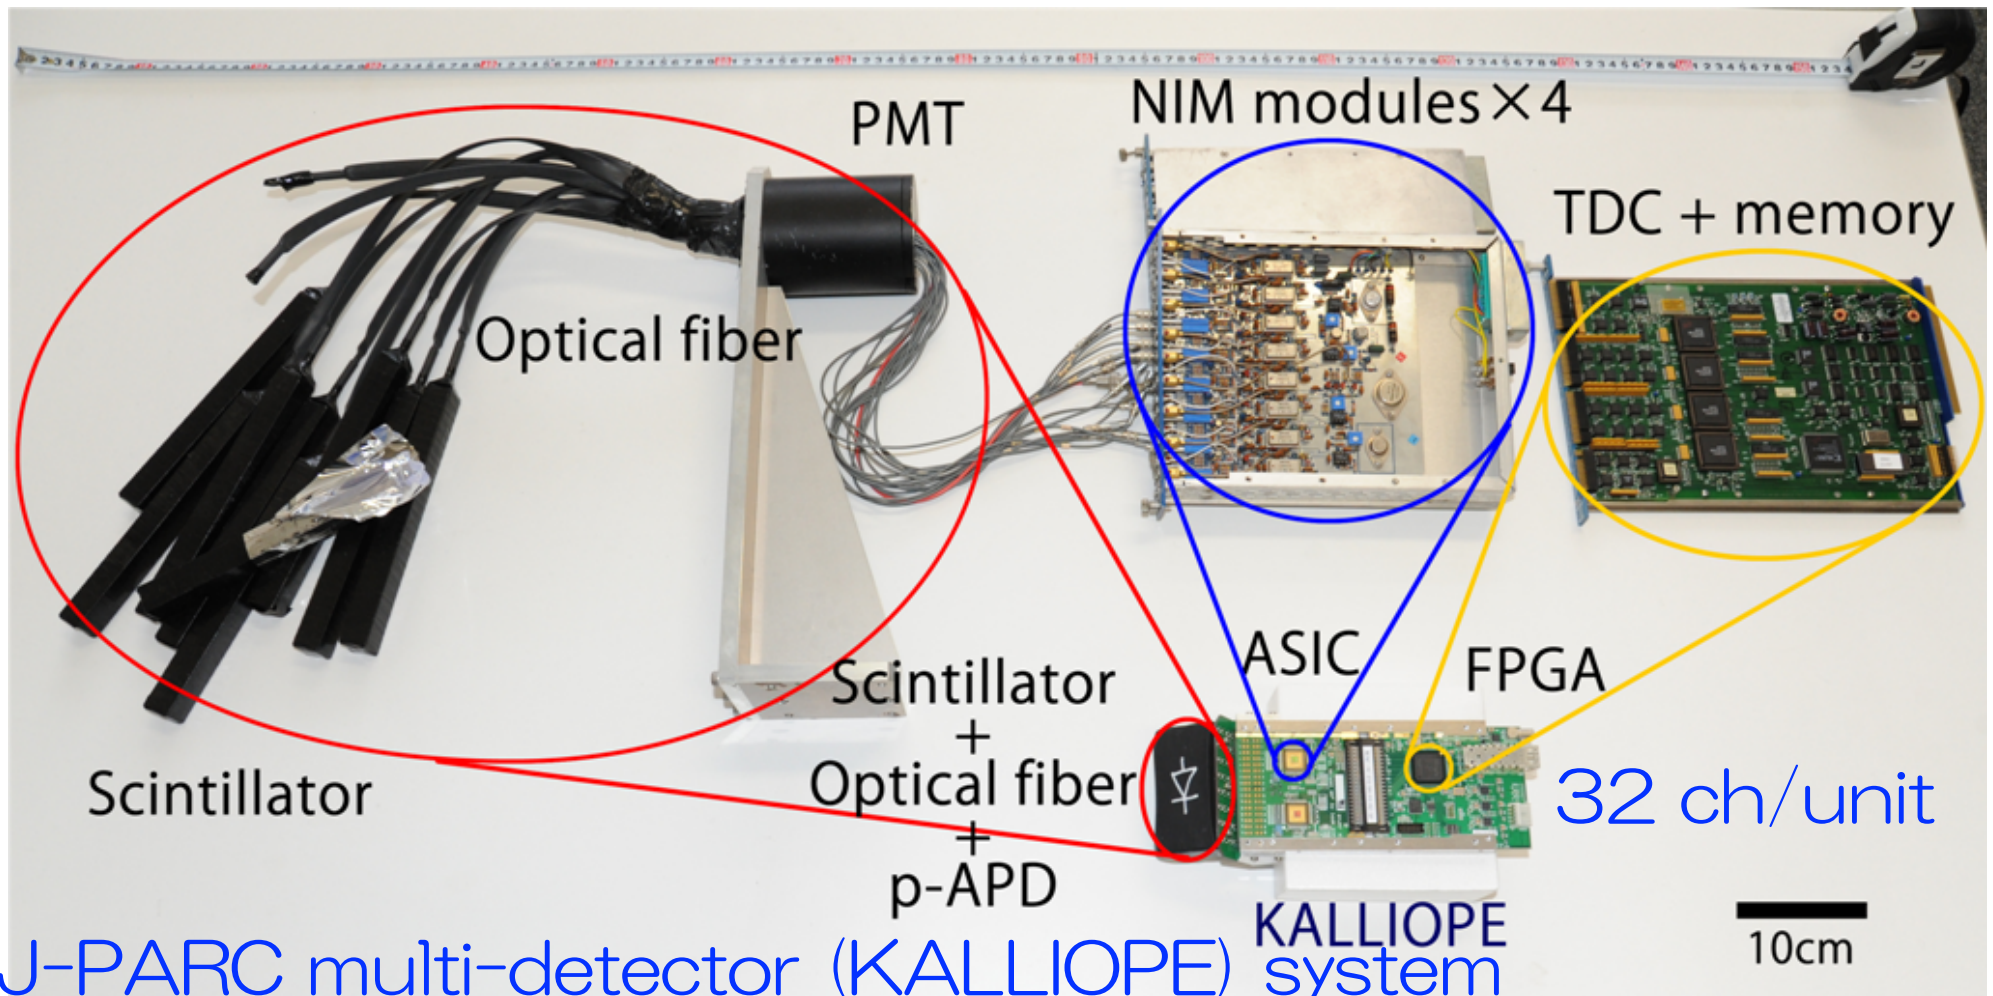 PMT
NIM modules×4
TDC + memory
Optical fiber
Scintillator
Scintillator
+
Optical fiber
+
p-APD
ASIC
FPGA
32 ch/unit
KALLIOPE
10cm
J-PARC multi-detector (KALLIOPE) system